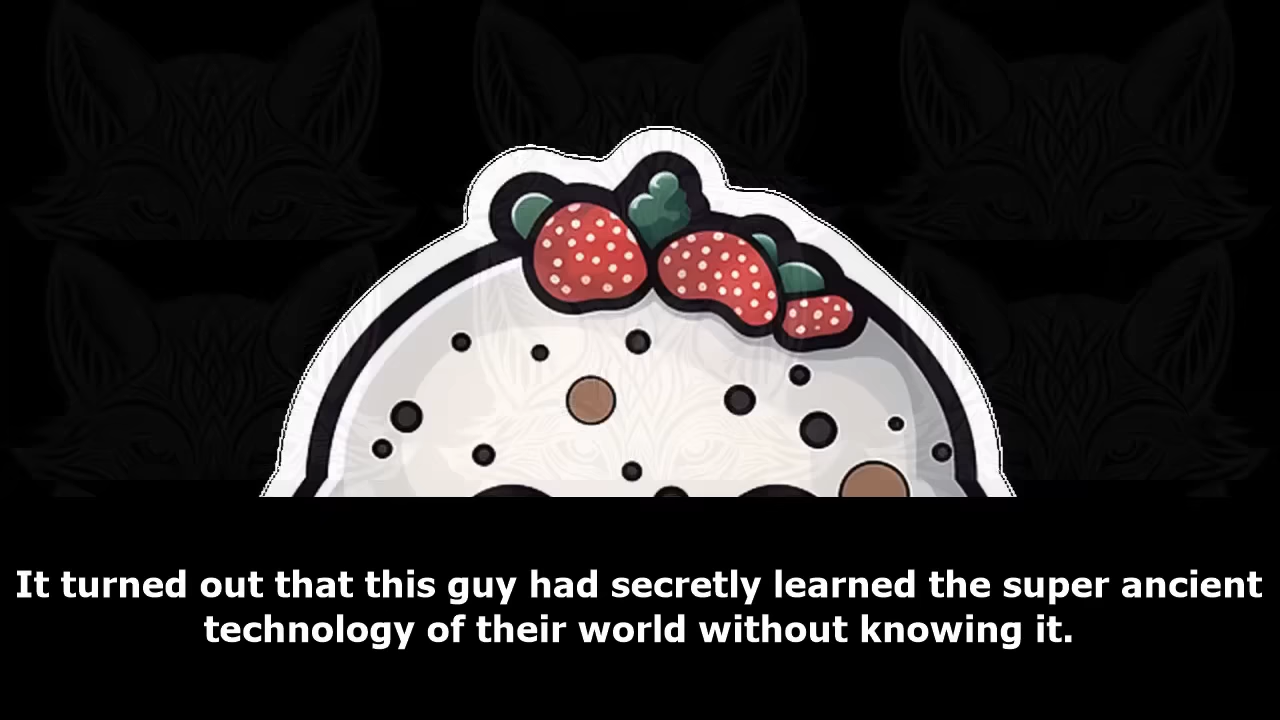 It turned out that this guy had secretly learned the super ancient
technology of their world without knowing it.